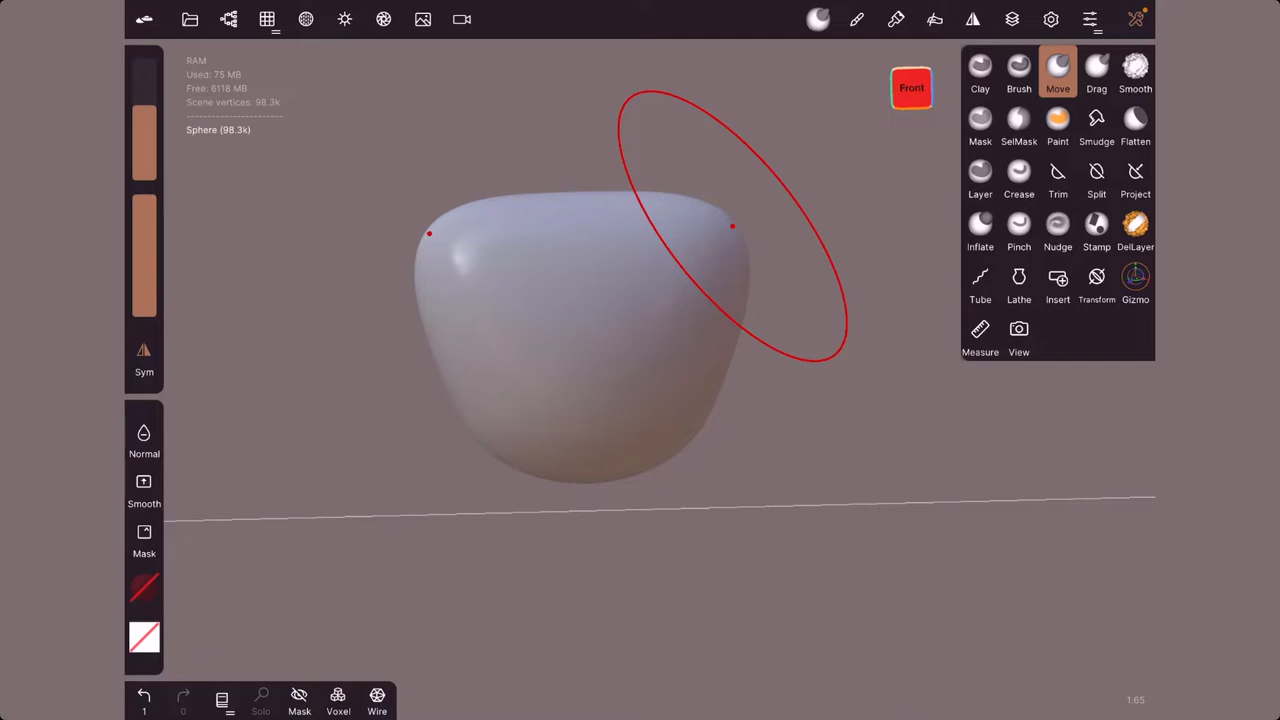 RAM
Used: 75 MB
Free: 6118 MB
Scene vertices: 98.3k
-----------------------
Sphere (98.3k)
Front
Clay Brush Move Drag Smooth
Mask SelMask Paint Smudge Flatten
Layer Crease Trim Split Project
Inflate Pinch Nudge Stamp DelLayer
Tube Lathe Insert Transform Gizmo
Measure View
Sym
Normal
Smooth
Mask
1 0 Solo Mask Voxel Wire
1.65